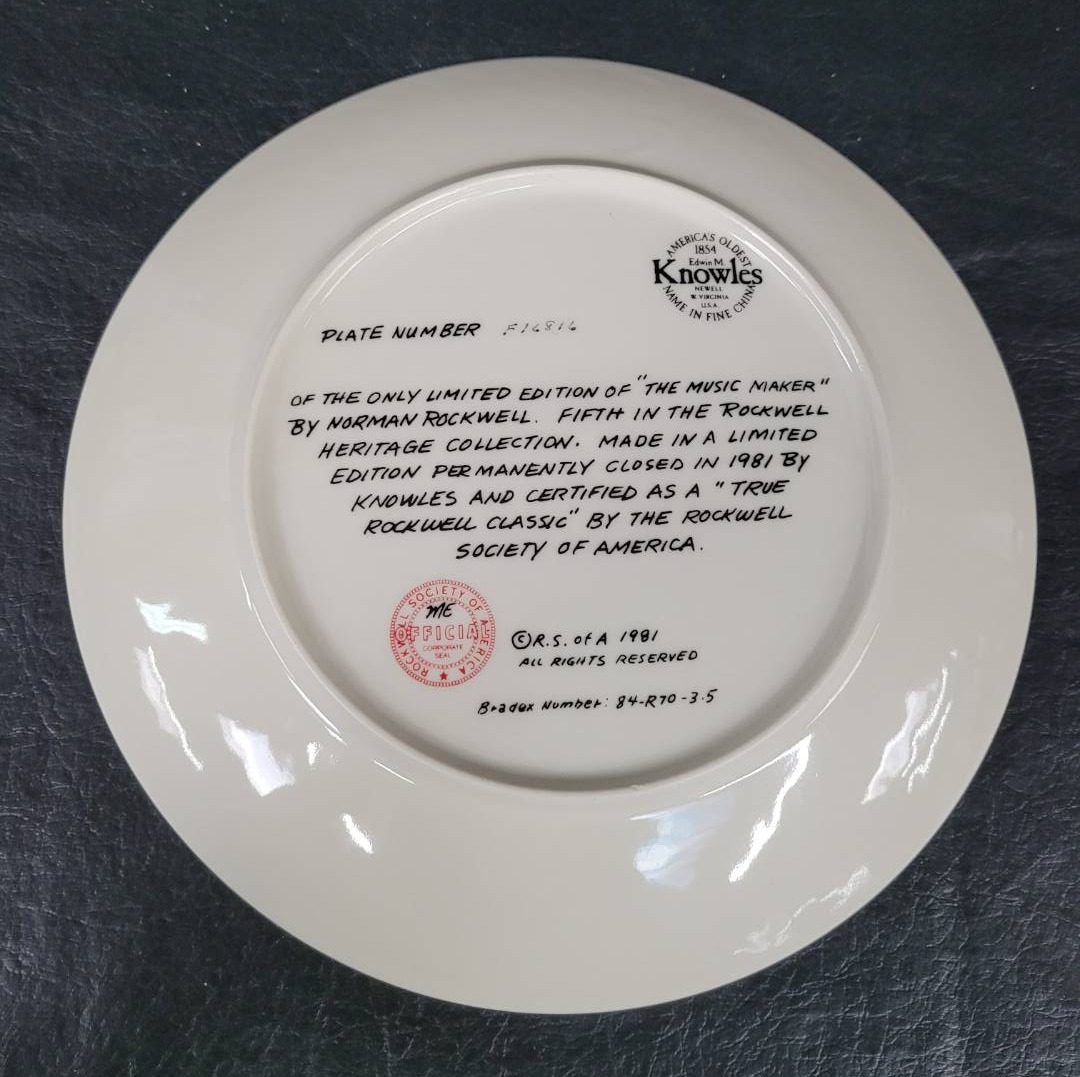 AMERICA'S OLDEST
1854
Edwin M.
Knowles
NEWELL
W. VIRGINIA
U.S.A.
NAME IN FINE CHINA
PLATE NUMBER
OF THE ONLY LIMITED EDITION OF "THE MUSIC MAKER"
BY NORMAN ROCKWELL. FIFTH IN THE ROCKWELL
HERITAGE COLLECTION. MADE IN A LIMITED
EDITION PERMANENTLY CLOSED IN 1981 BY
KNOWLES AND CERTIFIED AS A "TRUE
ROCKWELL CLASSIC" BY THE ROCKWELL
SOCIETY OF AMERICA.
ROCKWELL SOCIETY OF AMERICA
ME
OFFICIAL
CORPORATE
SEAL
©R.S. of A 1981
ALL RIGHTS RESERVED
Bradex Number: 84-R70-3.5